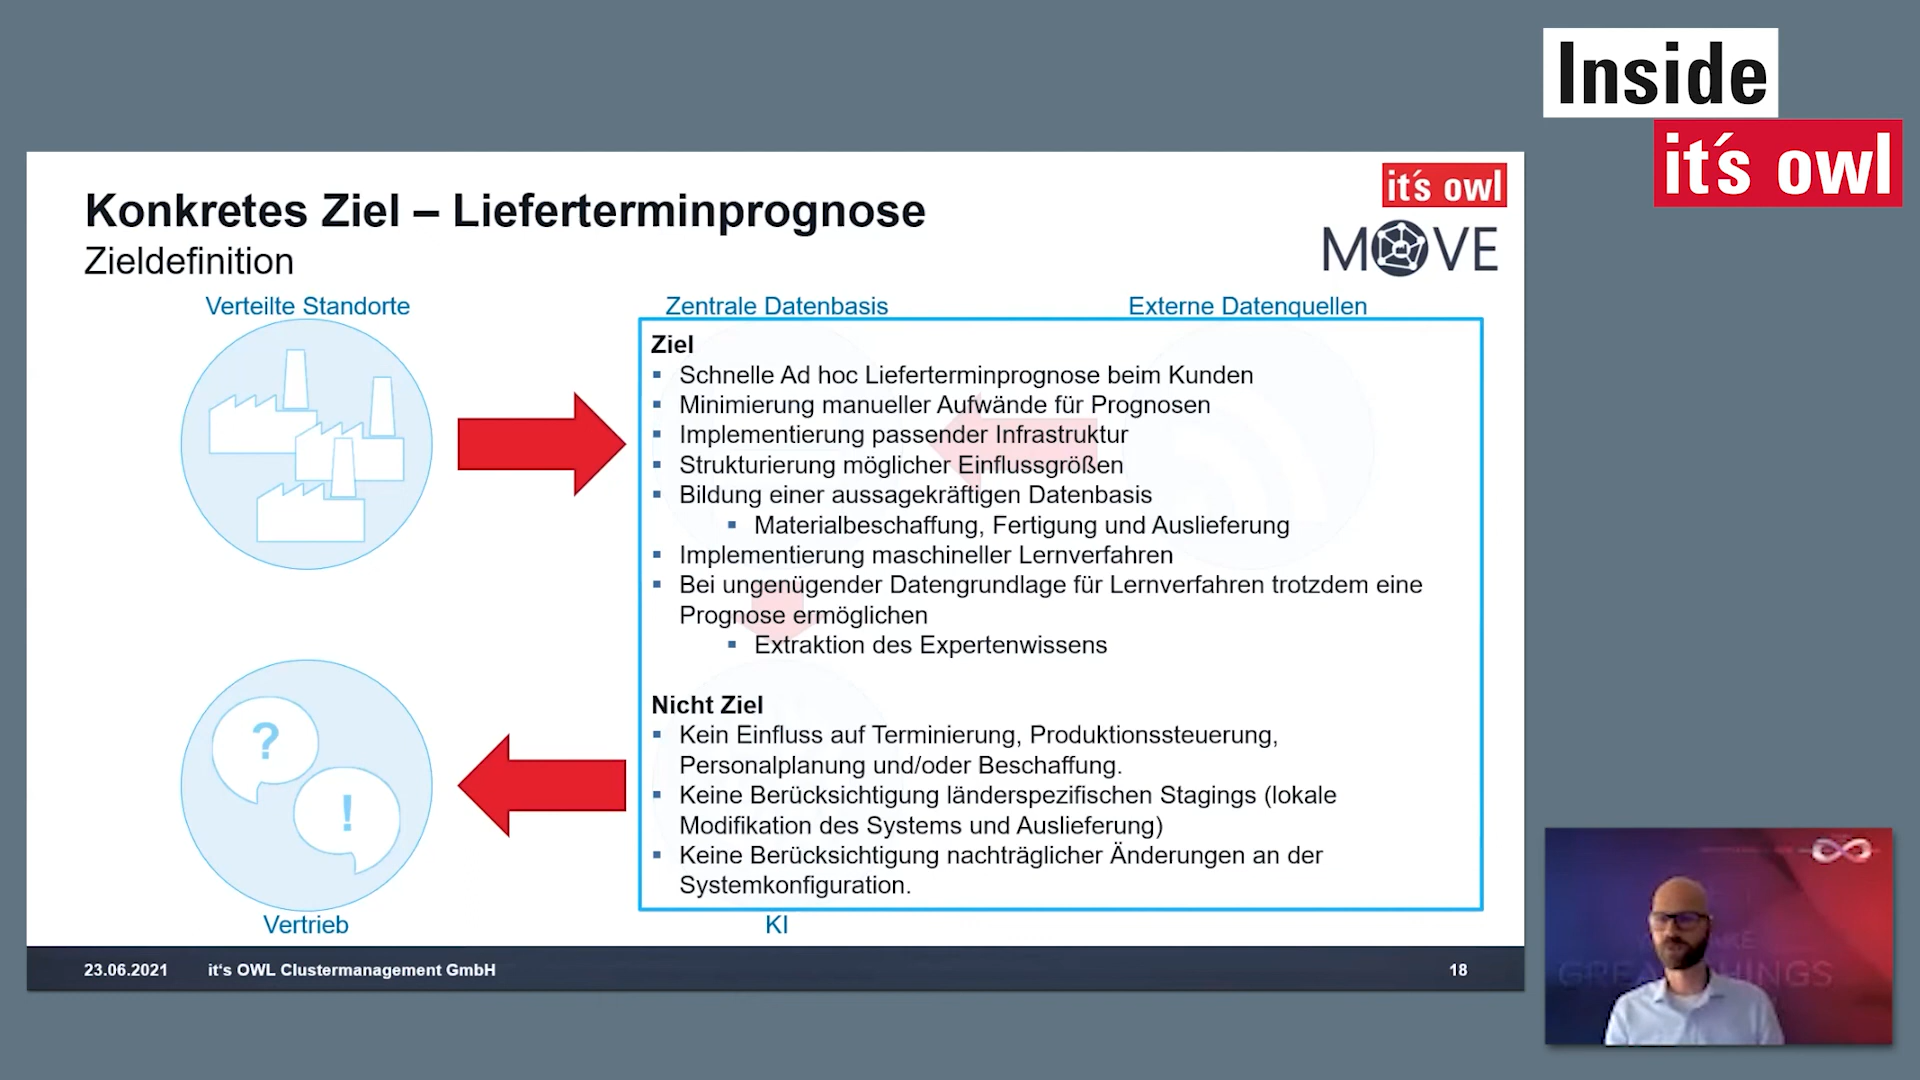 Inside
it's owl
Konkretes Ziel – Lieferterminprognose
Zieldefinition
it's owl
MOVE
Verteilte Standorte
Zentrale Datenbasis
Externe Datenquellen
Ziel
Schnelle Ad hoc Lieferterminprognose beim Kunden
Minimierung manueller Aufwände für Prognosen
Implementierung passender Infrastruktur
Strukturierung möglicher Einflussgrößen
Bildung einer aussagekräftigen Datenbasis
Materialbeschaffung, Fertigung und Auslieferung
Implementierung maschineller Lernverfahren
Bei ungenügender Datengrundlage für Lernverfahren trotzdem eine
Prognose ermöglichen
Extraktion des Expertenwissens
Nicht Ziel
Kein Einfluss auf Terminierung, Produktionssteuerung,
Personalplanung und/oder Beschaffung.
Keine Berücksichtigung länderspezifischen Stagings (lokale
Modifikation des Systems und Auslieferung)
Keine Berücksichtigung nachträglicher Änderungen an der
Systemkonfiguration.
?
!
Vertrieb
KI
23.06.2021
it's OWL Clustermanagement GmbH
18